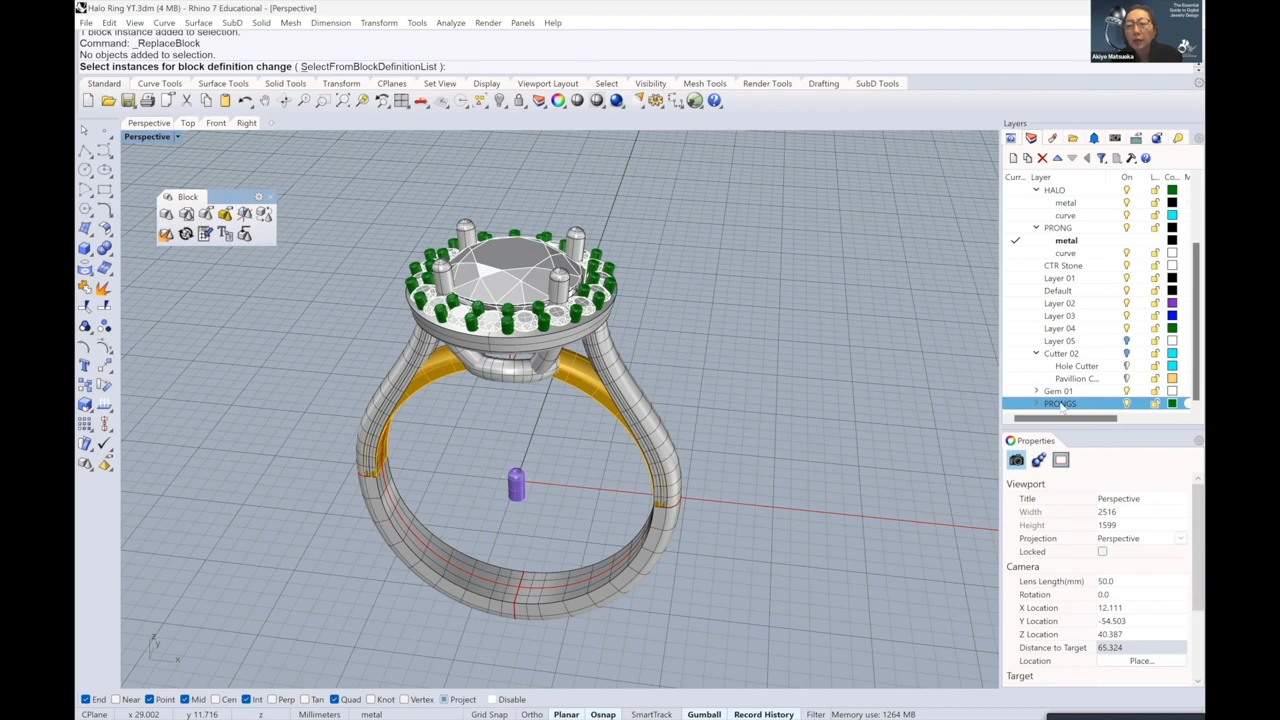 Halo Ring YT.3dm (4 MB) - Rhino 7 Educational - [Perspective]
File Edit View Curve Surface SubD Solid Mesh Dimension Transform Tools Analyze Render Panels Help
1 block instance added to selection.
Command: _ReplaceBlock
No objects added to selection.
Select instances for block definition change ( SelectFromBlockDefinitionlist ):
The Essential
Guide to Digital
Jewelry Design
Akiyo Matsuoka
Standard Curve Tools Surface Tools Solid Tools Transform CPlanes Set View Display Viewport Layout Select Visibility Mesh Tools Render Tools Drafting SubD Tools
Perspective Top Front Right
Perspective
Block
Layers
Curr... Layer On L... Co... M
HALO
metal
curve
PRONG
metal
curve
CTR Stone
Layer 01
Default
Layer 02
Layer 03
Layer 04
Layer 05
Cutter 02
Hole Cutter
Pavillion C...
Gem 01
PRONGS
Properties
Viewport
Title Perspective
Width 2516
Height 1599
Projection Perspective
Locked
Camera
Lens Length(mm) 50.0
Rotation 0.0
X Location 12.111
Y Location -54.503
Z Location 40.387
Distance to Target 65.324
Location Place...
Target
z
y
x
End Near Point Mid Cen Int Perp Tan Quad Knot Vertex Project Disable
CPlane x 29.002 y 11.716 z Millimeters metal Grid Snap Ortho Planar Osnap SmartTrack Gumball Record History Filter Memory use: 1264 MB